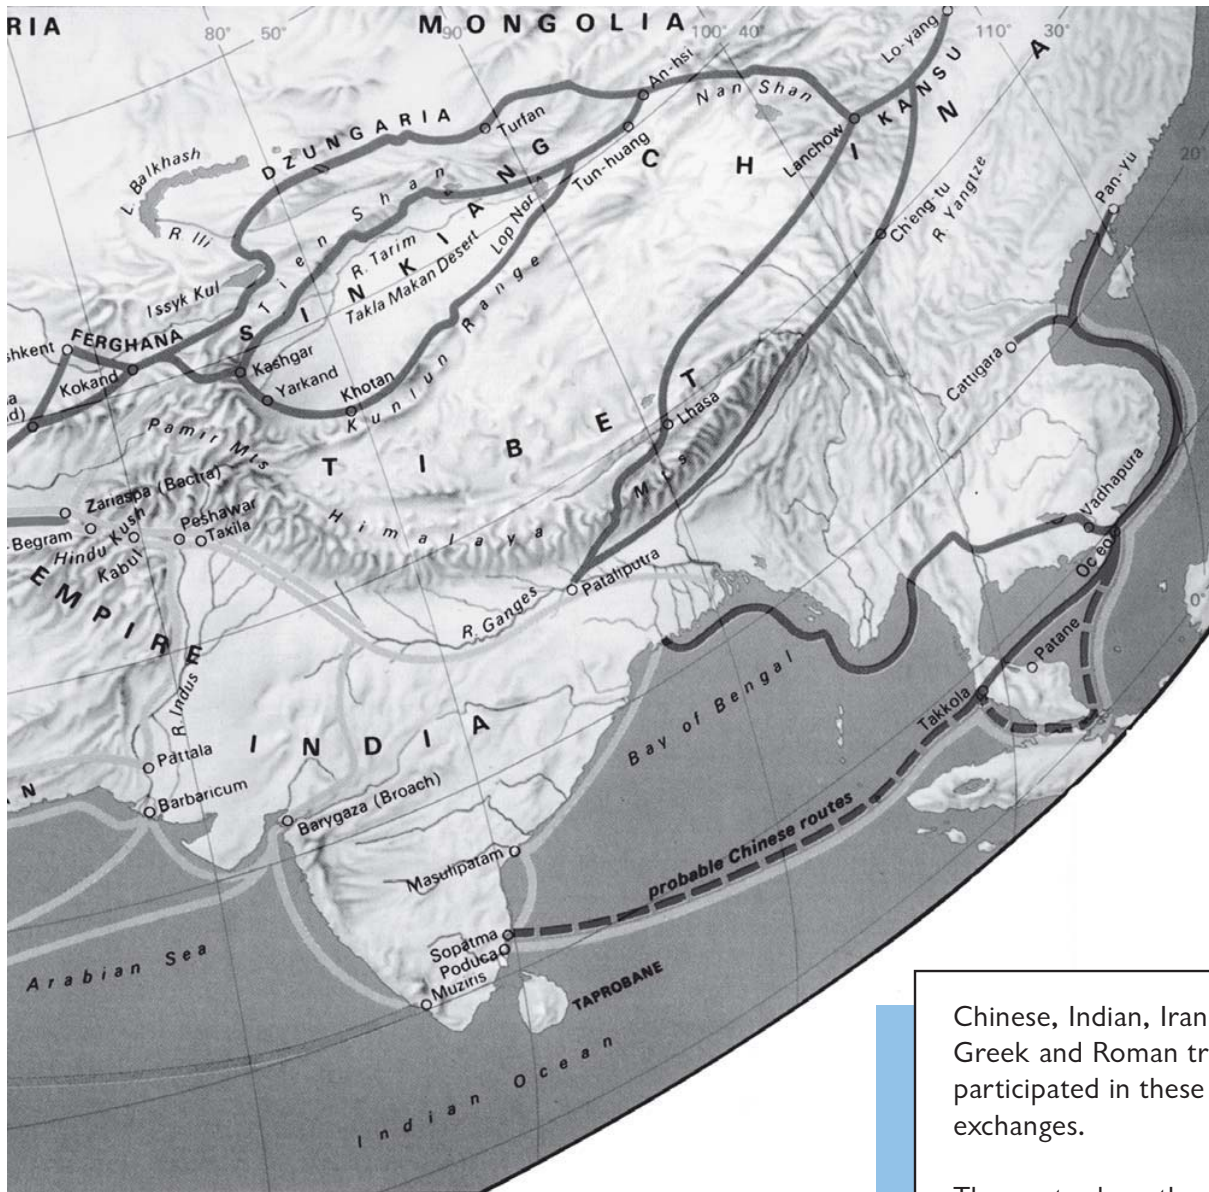 RIA
MONGOLIA
80° 50°
90°
100° 40°
110° 30°
20°
0°
Lo-yang
An-hsi
Nan Shan
KANSU
CHINA
Turfan
DZUNGARIA
L. Balkhash
Tun-huang
Lanchow
Pan-Yu
Ch'eng-tu
R. Yangtze
R Ili
Tien Shan
SINKIANG
R. Tarim
Lop Nor
Takla Makan Desert
Issyk Kul
FERGHANA
shkent
Kokand
Kashgar
Yarkand
Khotan
Kunlun Range
Cattigara
Lhasa
TIBET
Pamir Mts
Zariaspa (Bactra)
Begram
Hindu Kush
Kabul
Peshawar
Taxila
Himalaya Mts
Vadhapura
Oc eo
EMPIRE
R. Ganges
Pataliputra
Patane
Takkola
R. Indus
INDIA
Bay of Bengal
Pattala
Barbaricum
Barygaza (Broach)
AN
Masulipatam
probable Chinese routes
Sopatma
Poduca
Muziris
TAPROBANE
Arabian Sea
Indian Ocean
Chinese, Indian, Iran
Greek and Roman tr
participated in these
exchanges.